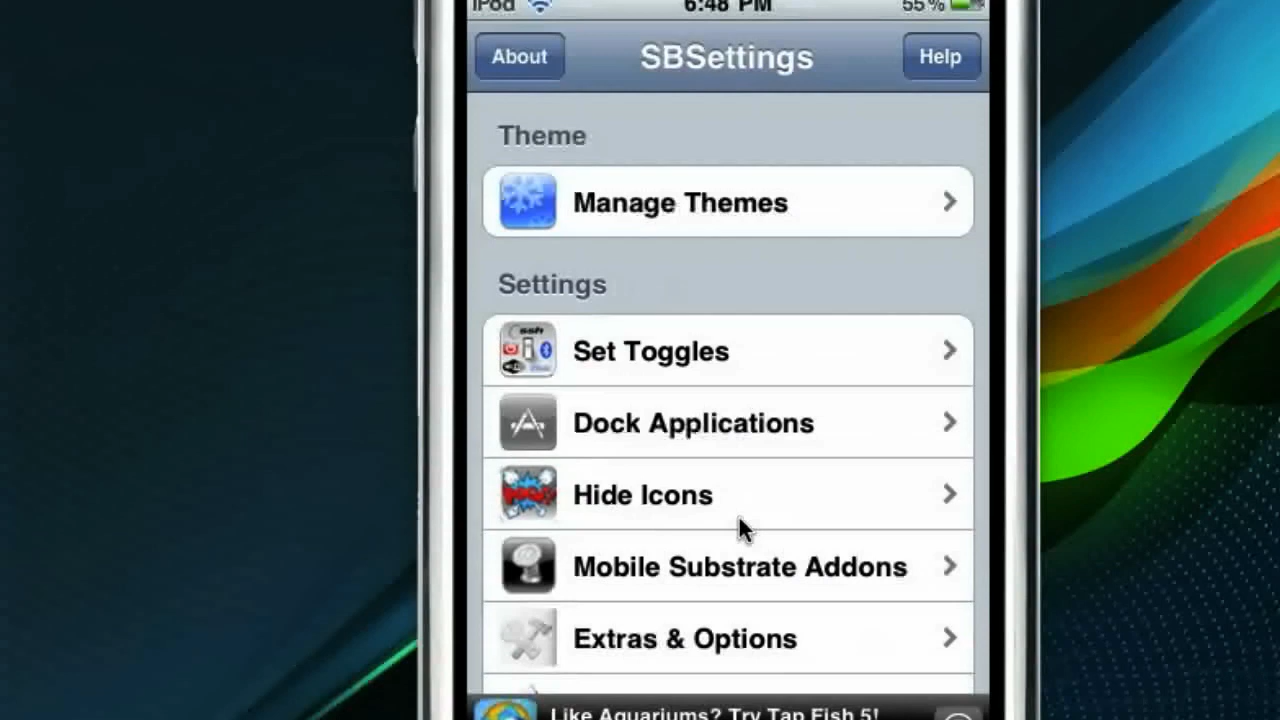 iPod 6:48 PM 55%
About SBSettings Help
Theme
Manage Themes
Settings
Set Toggles
Dock Applications
Hide Icons
Mobile Substrate Addons
Extras & Options
Like Aquariums? Try Tap Fish 5!